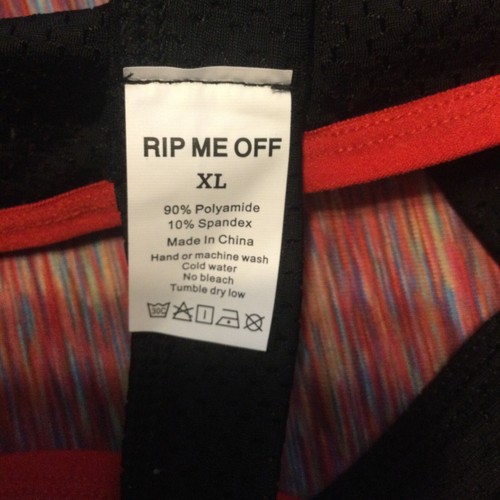 RIP ME OFF
XL
90% Polyamide
10% Spandex
Made In China
Hand or machine wash
Cold water
No bleach
Tumble dry low
30C